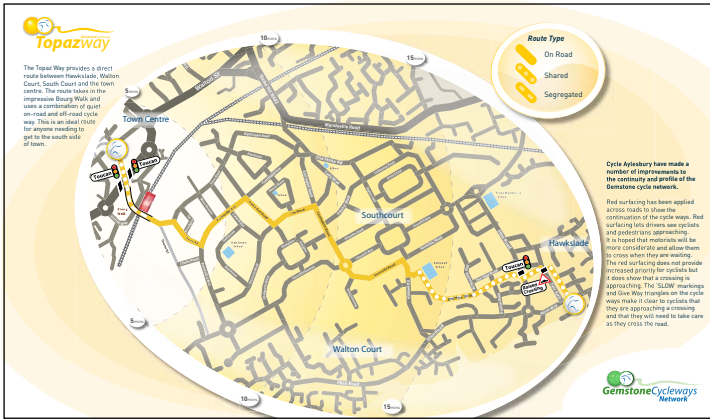 Topazway
The Topaz Way provides a direct
route between Hawkslade, Walton
Court, South Court and the town
centre. The route takes in the
impressive Bourg Walk and
uses a combination of quiet
on-road and off-road cycle
way. This is an ideal route
for anyone needing to
get to the south side
of town.
Route Type
On Road
Shared
Segregated
10mins
15mins
5mins
Walton St
Town Centre
Toucan
Toucan
Mandeville Road
Southcourt
Hawkslade
Toucan
Raised
Crossing
Walton Court
5mins
10mins
15mins
Cycle Aylesbury have made a
number of improvements to
the continuity and profile of the
Gemstone cycle network.
Red surfacing has been applied
across roads to show the
continuation of the cycle ways. Red
surfacing lets drivers see cyclists
and pedestrians approaching.
It is hoped that motorists will be
more considerate and allow them
to cross when they are waiting.
The red surfacing does not provide
increased priority for cyclists but
it does show that a crossing is
approaching. The 'SLOW' markings
and Give Way triangles on the cycle
ways make it clear to cyclists that
they are approaching a crossing
and that they will need to take care
as they cross the road.
GemstoneCycleways
Network